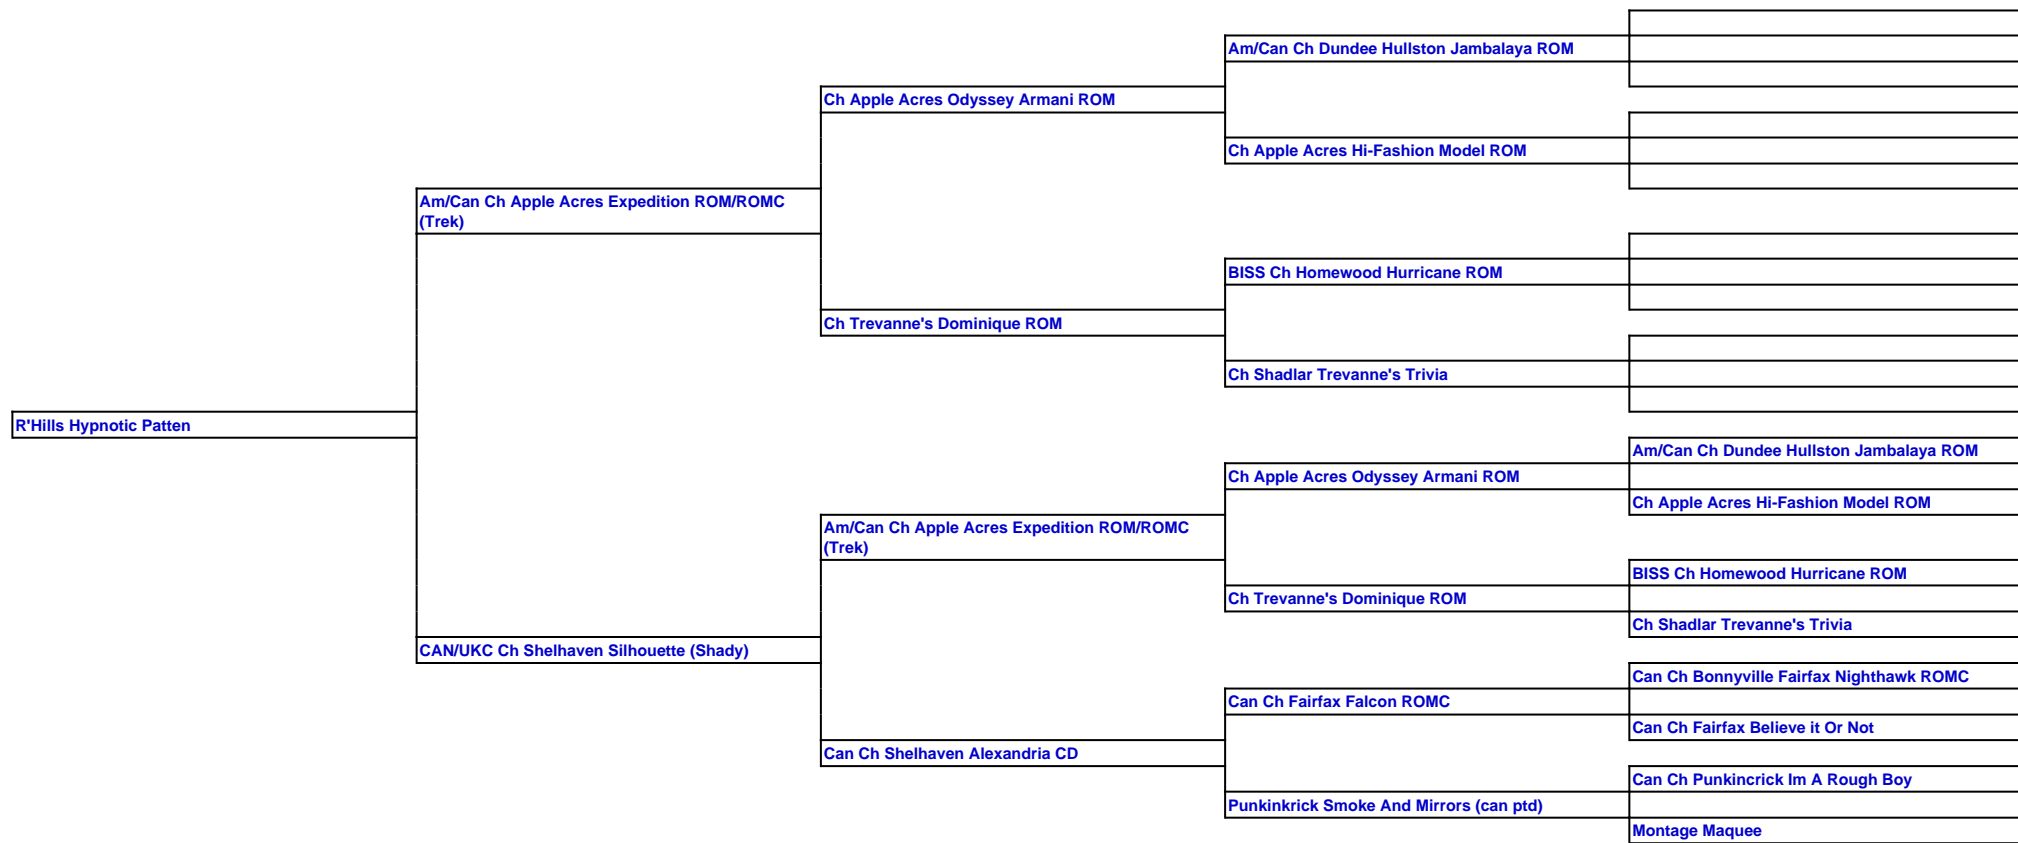 Am/Can Ch Dundee Hullston Jambalaya ROM
Ch Apple Acres Odyssey Armani ROM
Ch Apple Acres Hi-Fashion Model ROM
Am/Can Ch Apple Acres Expedition ROM/ROMC
(Trek)
BISS Ch Homewood Hurricane ROM
Ch Trevanne's Dominique ROM
Ch Shadlar Trevanne's Trivia
R'Hills Hypnotic Patten
Am/Can Ch Dundee Hullston Jambalaya ROM
Ch Apple Acres Odyssey Armani ROM
Ch Apple Acres Hi-Fashion Model ROM
Am/Can Ch Apple Acres Expedition ROM/ROMC
(Trek)
BISS Ch Homewood Hurricane ROM
Ch Trevanne's Dominique ROM
Ch Shadlar Trevanne's Trivia
CAN/UKC Ch Shelhaven Silhouette (Shady)
Can Ch Bonnyville Fairfax Nighthawk ROMC
Can Ch Fairfax Falcon ROMC
Can Ch Fairfax Believe it Or Not
Can Ch Shelhaven Alexandria CD
Can Ch Punkincrick Im A Rough Boy
Punkinkrick Smoke And Mirrors (can ptd)
Montage Maquee